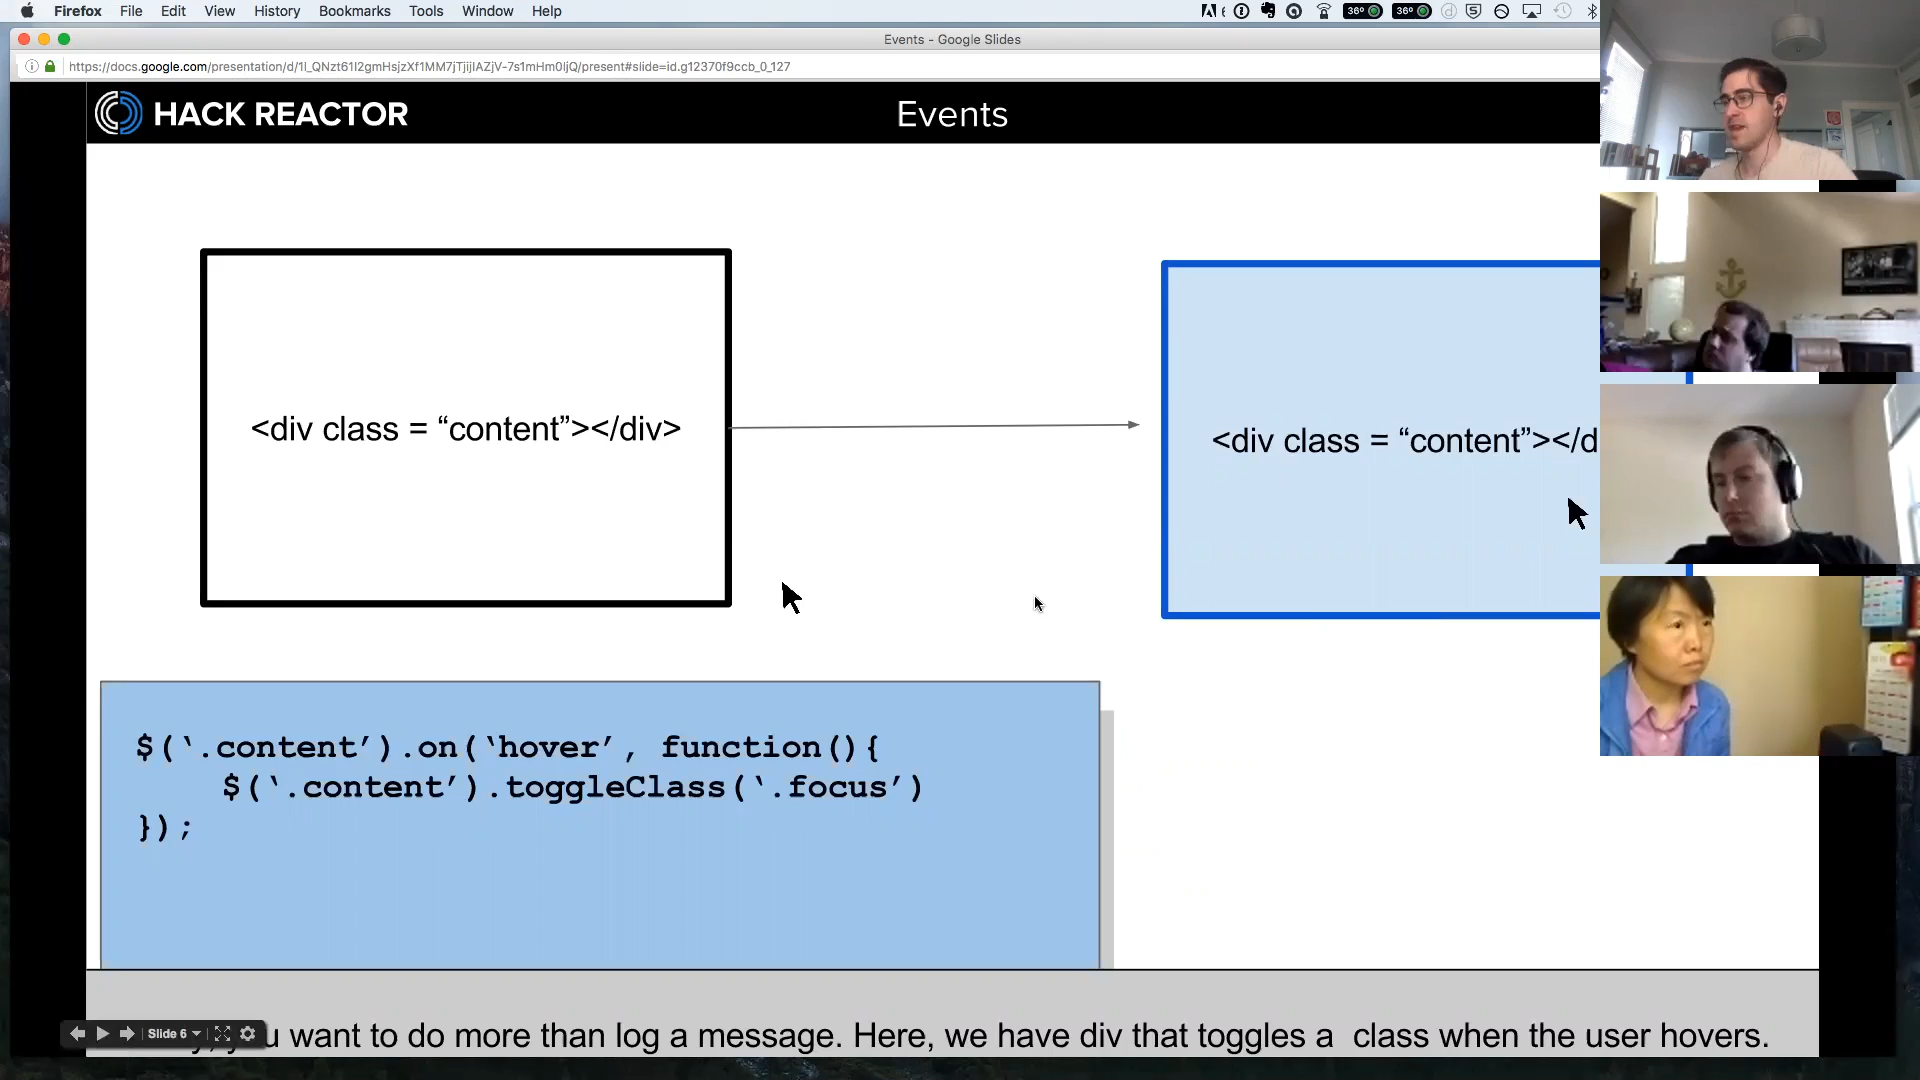 Firefox File Edit View History Bookmarks Tools Window Help
Events - Google Slides
https://docs.google.com/presentation/d/1l_QNzt61I2gmHsjzXf1MM7jTjijIAZjV-7s1mHm0ljQ/present#slide=id.g12370f9ccb_0_127
HACK REACTOR
Events
<div class = “content”></div>
<div class = “content”></d
$(‘.content’).on(‘hover’, function(){
$(‘.content’).toggleClass(‘.focus’)
});
Slide 6
want to do more than log a message. Here, we have div that toggles a  class when the user hovers.